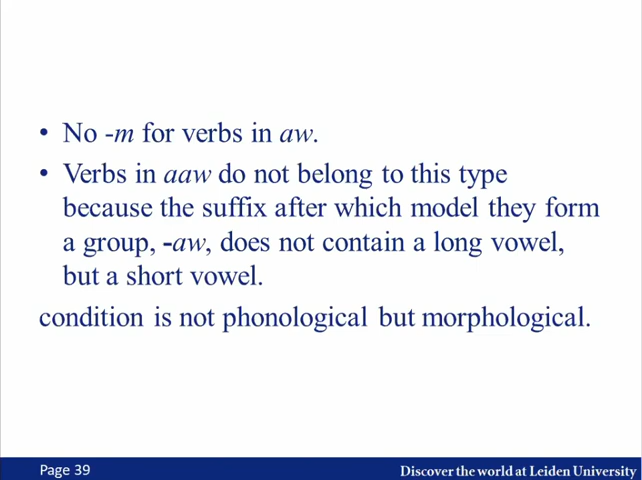 • No -m for verbs in aw.
• Verbs in aaw do not belong to this type
because the suffix after which model they form
a group, -aw, does not contain a long vowel,
but a short vowel.
condition is not phonological but morphological.
Page 39
Discover the world at Leiden University